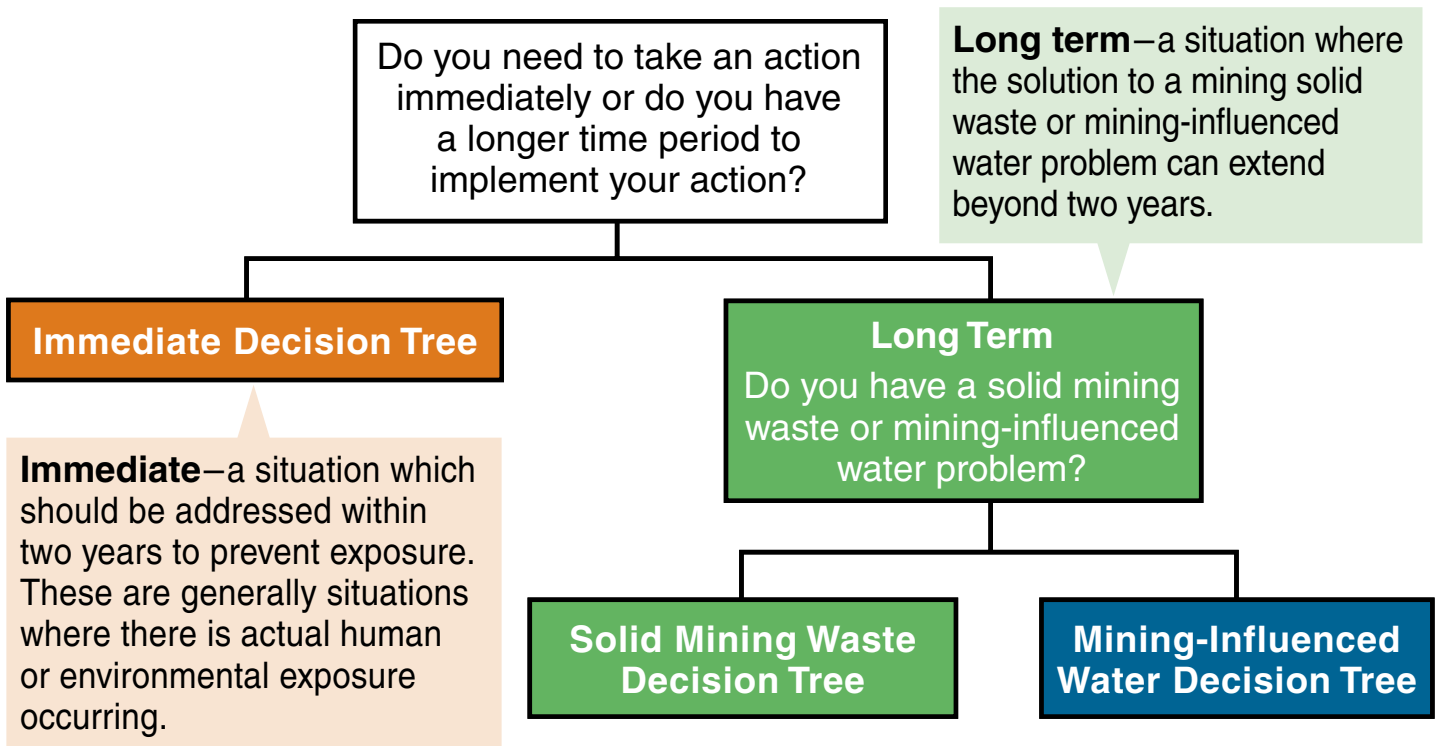 Do you need to take an action
immediately or do you have
a longer time period to
implement your action?
Long term–a situation where
the solution to a mining solid
waste or mining-influenced
water problem can extend
beyond two years.
Immediate Decision Tree
Long Term
Do you have a solid mining
waste or mining-influenced
water problem?
Immediate–a situation which
should be addressed within
two years to prevent exposure.
These are generally situations
where there is actual human
or environmental exposure
occurring.
Solid Mining Waste
Decision Tree
Mining-Influenced
Water Decision Tree